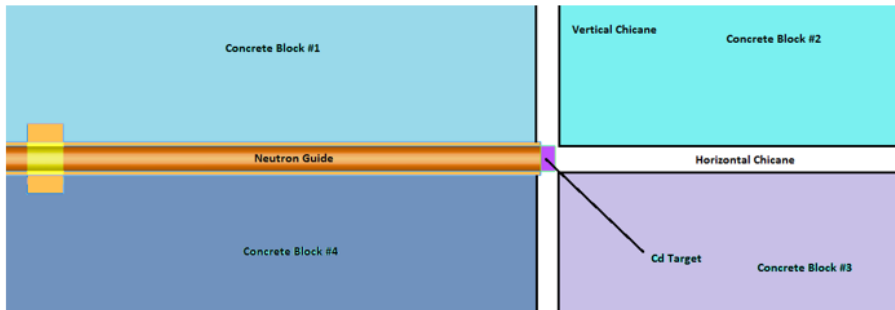 Vertical Chicane
Concrete Block #2
Concrete Block #1
Neutron Guide
Horizontal Chicane
Concrete Block #4
Cd Target
Concrete Block #3